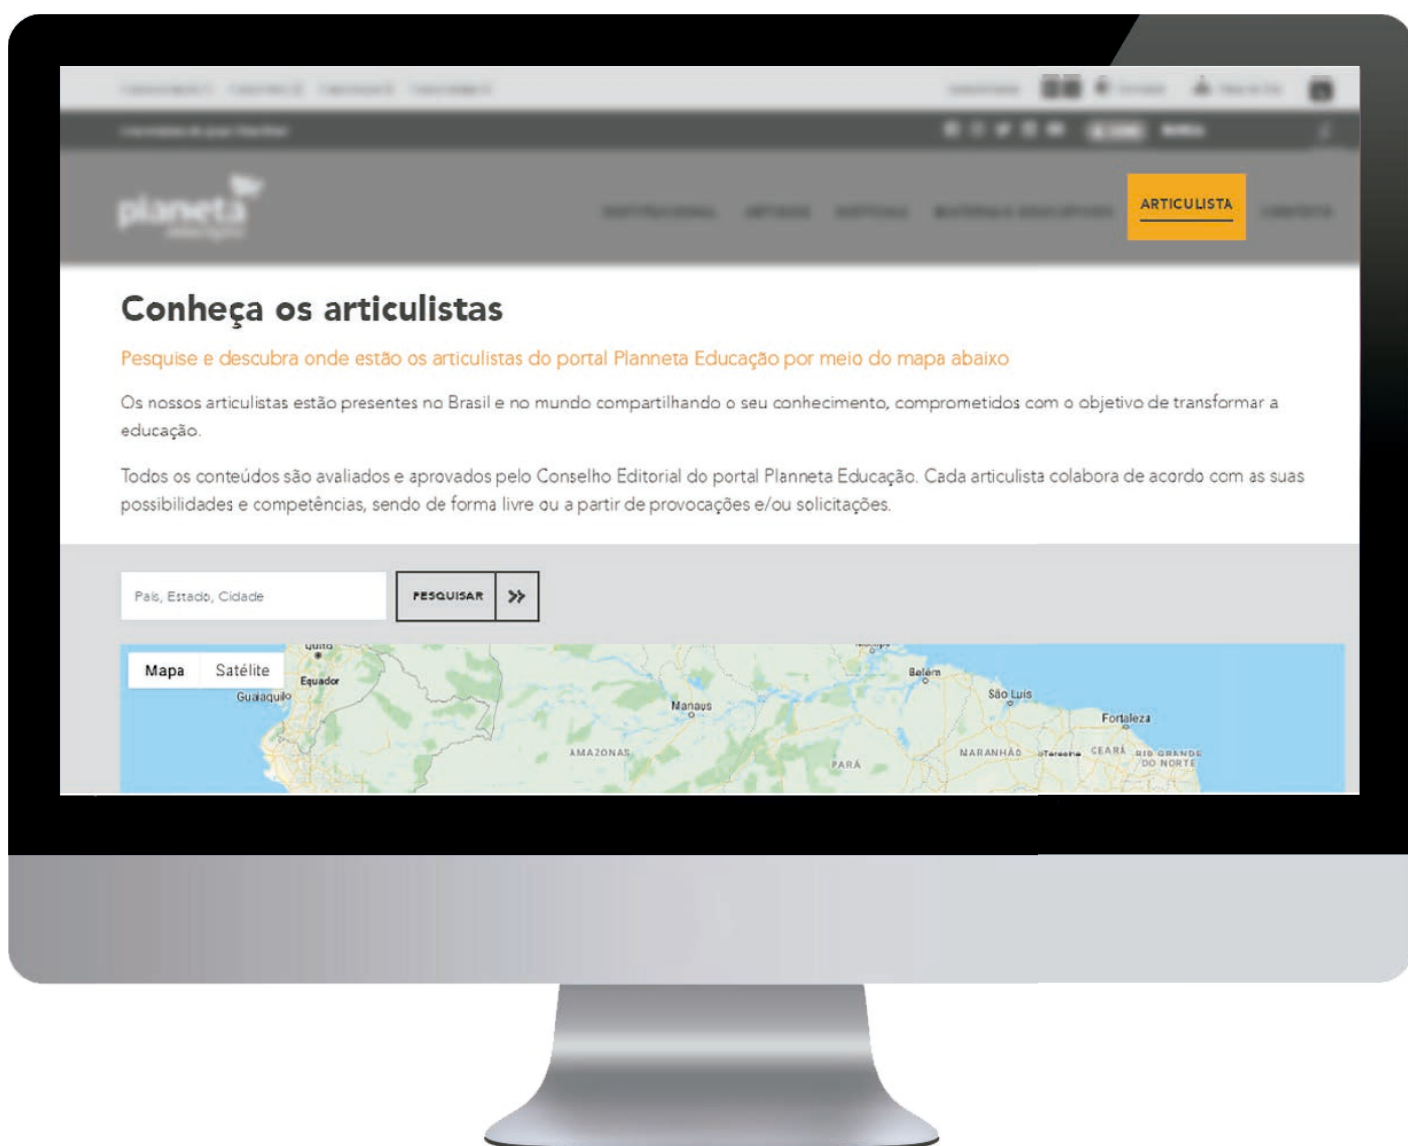 planneta
ARTICULISTA
Conheça os articulistas
Pesquise e descubra onde estão os articulistas do portal Planneta Educação por meio do mapa abaixo
Os nossos articulistas estão presentes no Brasil e no mundo compartilhando o seu conhecimento, comprometidos com o objetivo de transformar a
educação.
Todos os conteúdos são avaliados e aprovados pelo Conselho Editorial do portal Planneta Educação. Cada articulista colabora de acordo com as suas
possibilidades e competências, sendo de forma livre ou a partir de provocações e/ou solicitações.
País, Estado, Cidade
PESQUISAR
Mapa Satélite
Quito
Equador
Guaiaquil
Manaus
Belém
São Luís
Fortaleza
AMAZONAS
PARÁ
MARANHÃO
Teresina
CEARÁ
RIO GRANDE
DO NORTE